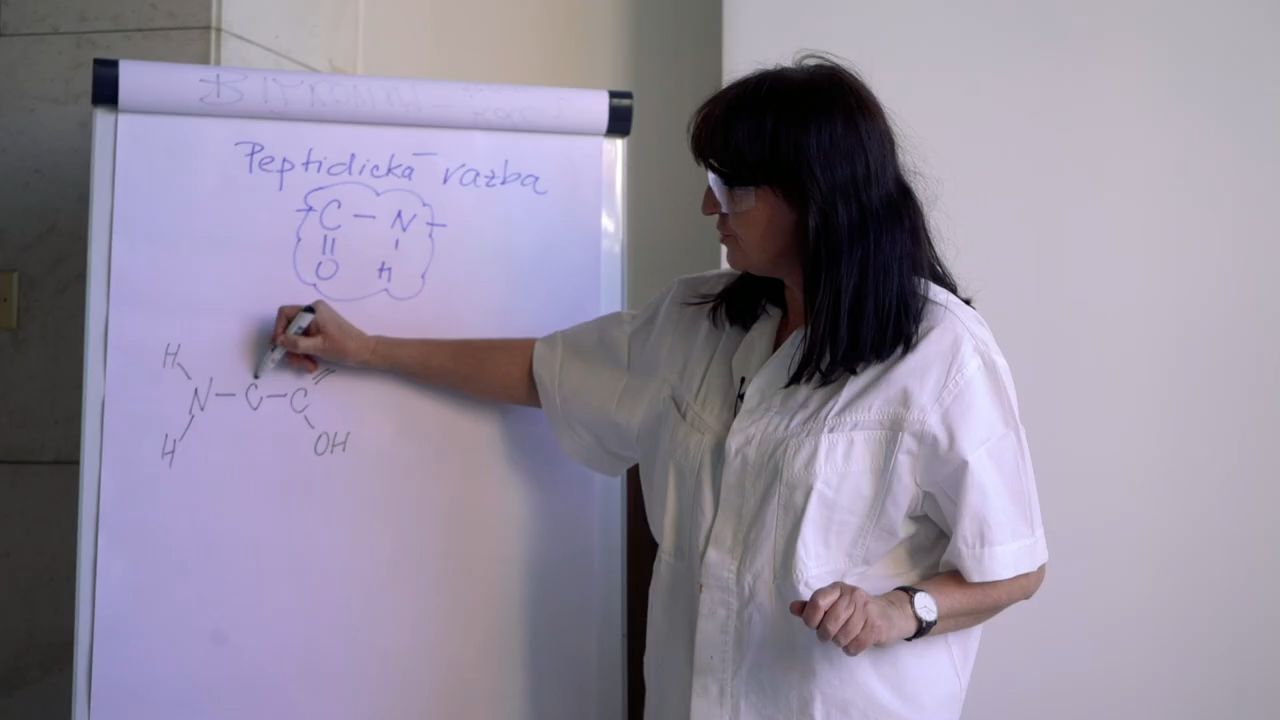 Peptidická vazba
C — N
O H
H
N — C — C
H OH